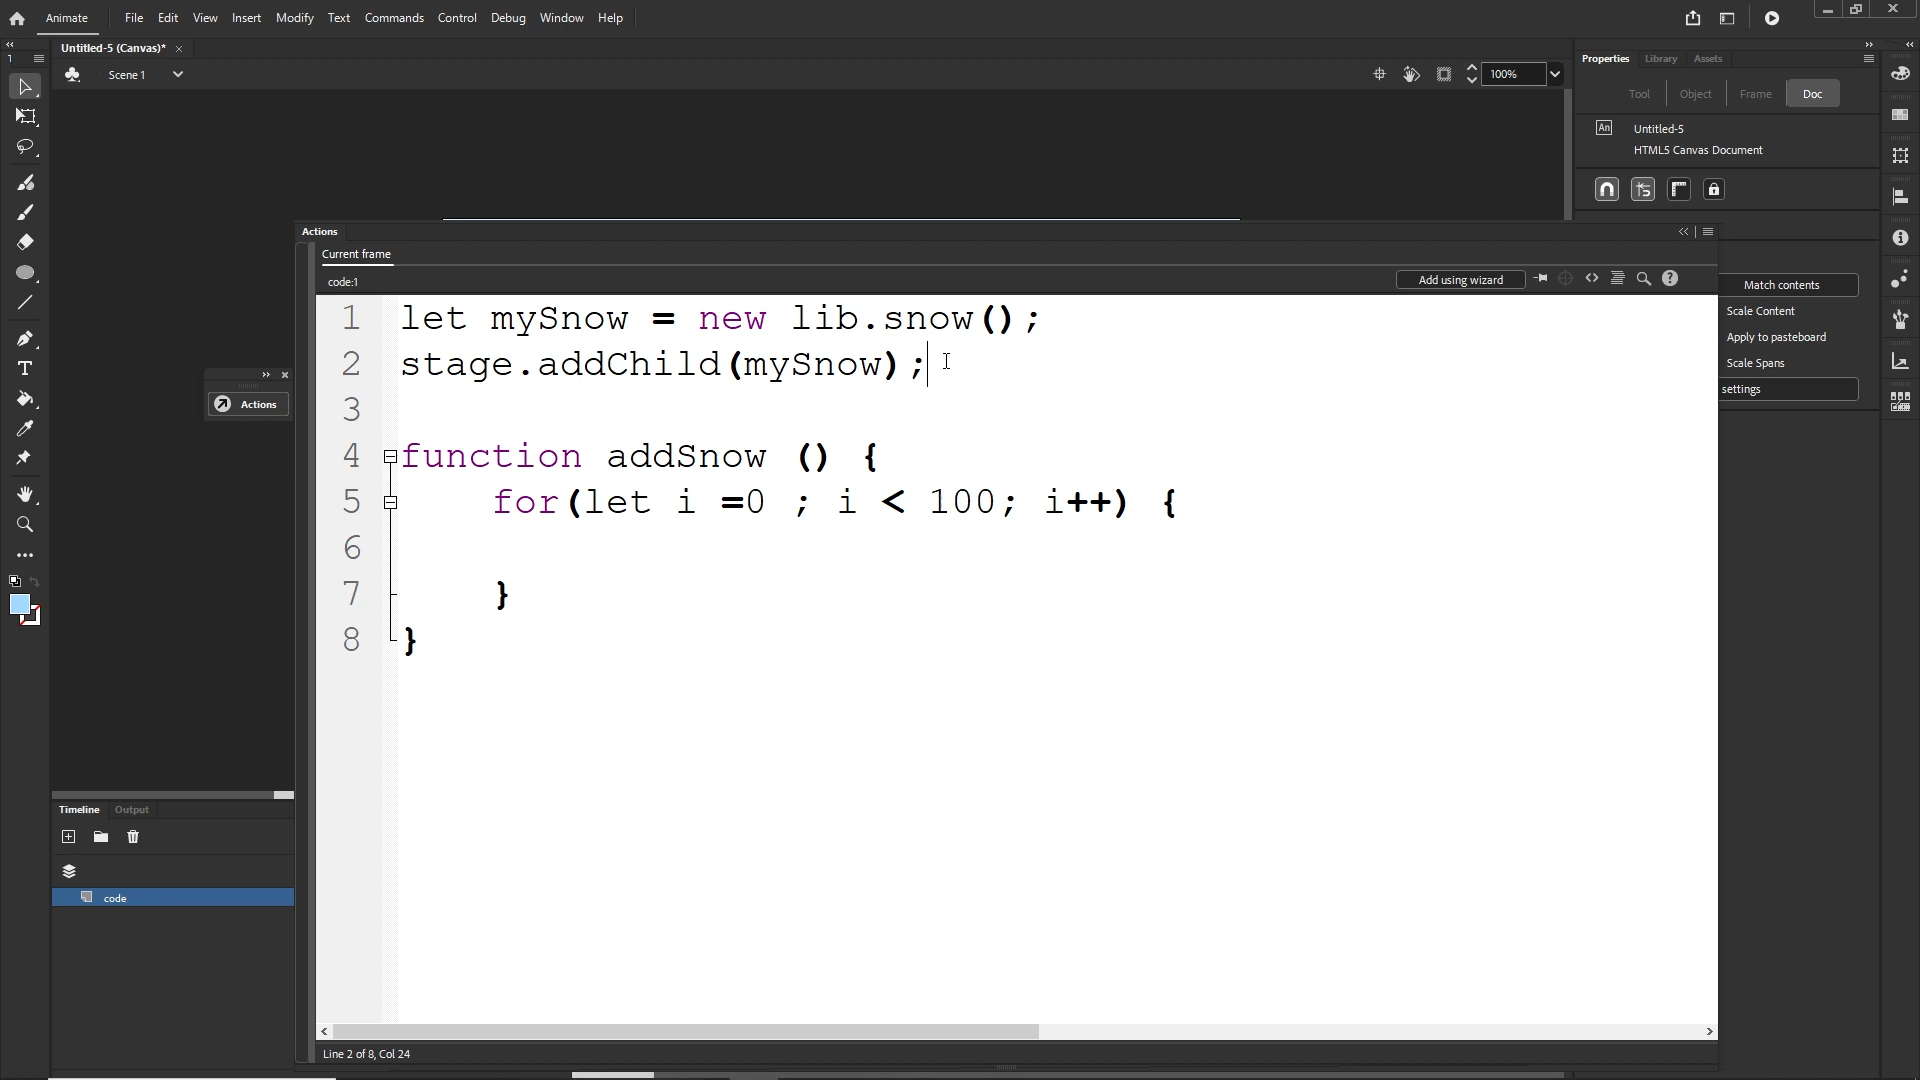 Animate File Edit View Insert Modify Text Commands Control Debug Window Help
Untitled-5 (Canvas)*
Scene 1
100%
Properties Library Assets
Tool Object Frame Doc
An Untitled-5
HTML5 Canvas Document
Actions
Current frame
code:1
Add using wizard
Match contents
Scale Content
Apply to pasteboard
Scale Spans
settings
Actions
1 let mySnow = new lib.snow();
2 stage.addChild(mySnow);
3
4 function addSnow () {
5 for(let i =0 ; i < 100; i++) {
6
7 }
8 }
Timeline Output
code
Line 2 of 8, Col 24